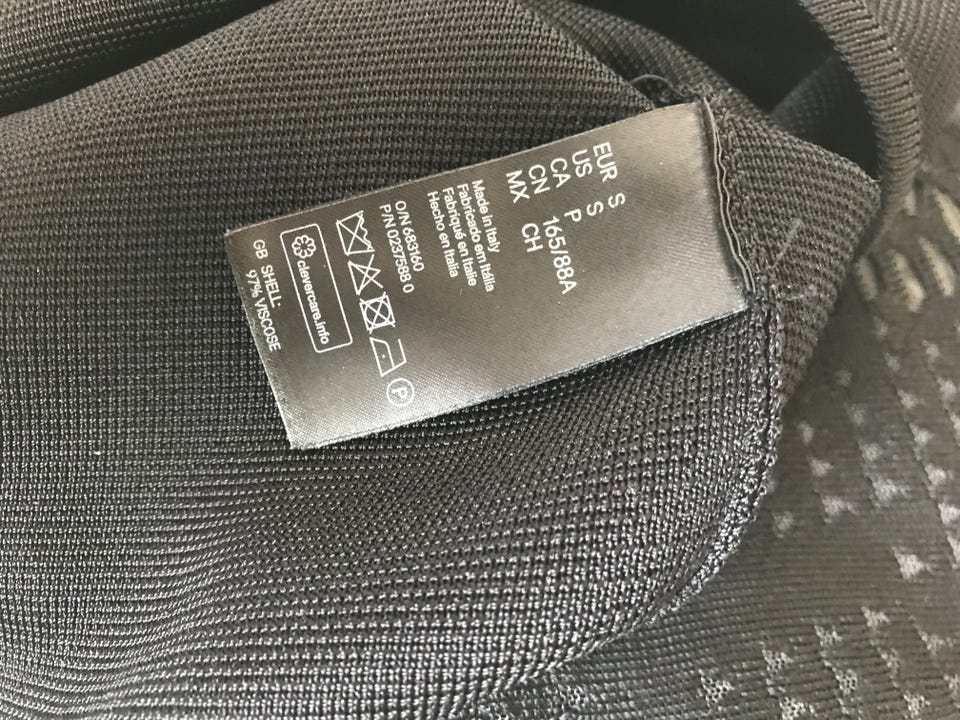 EUR S
US S
CA P
CN 165/88A
MX CH
Made in Italy
Fabricado em Itália
Fabriqué en Italie
Hecho en Italia
O/N 683160
P/N 0237588.0
P
clevercare.info
GB SHELL:
97% VISCOSE